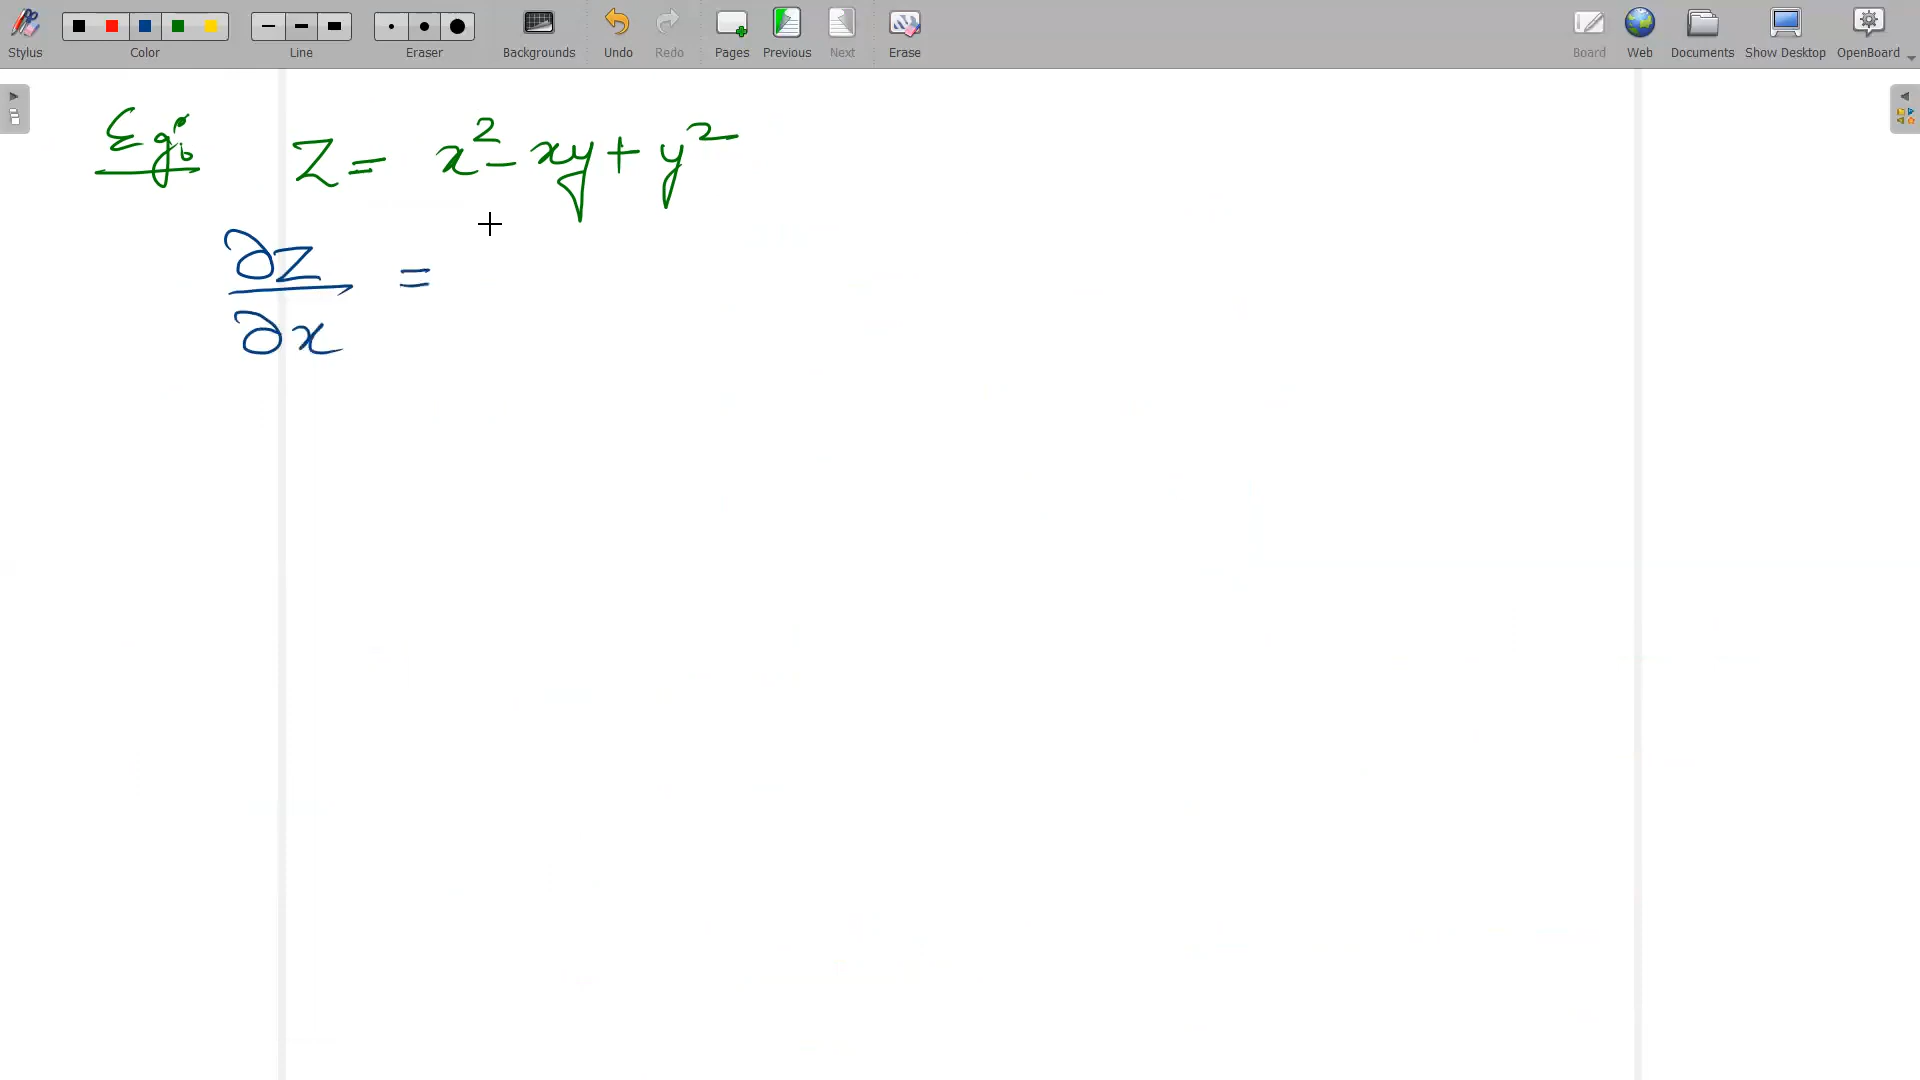 Stylus Color Line Eraser Backgrounds Undo Redo Pages Previous Next Erase Board Web Documents Show Desktop OpenBoard
Eg: Z = x² - xy + y²
∂Z/∂x =